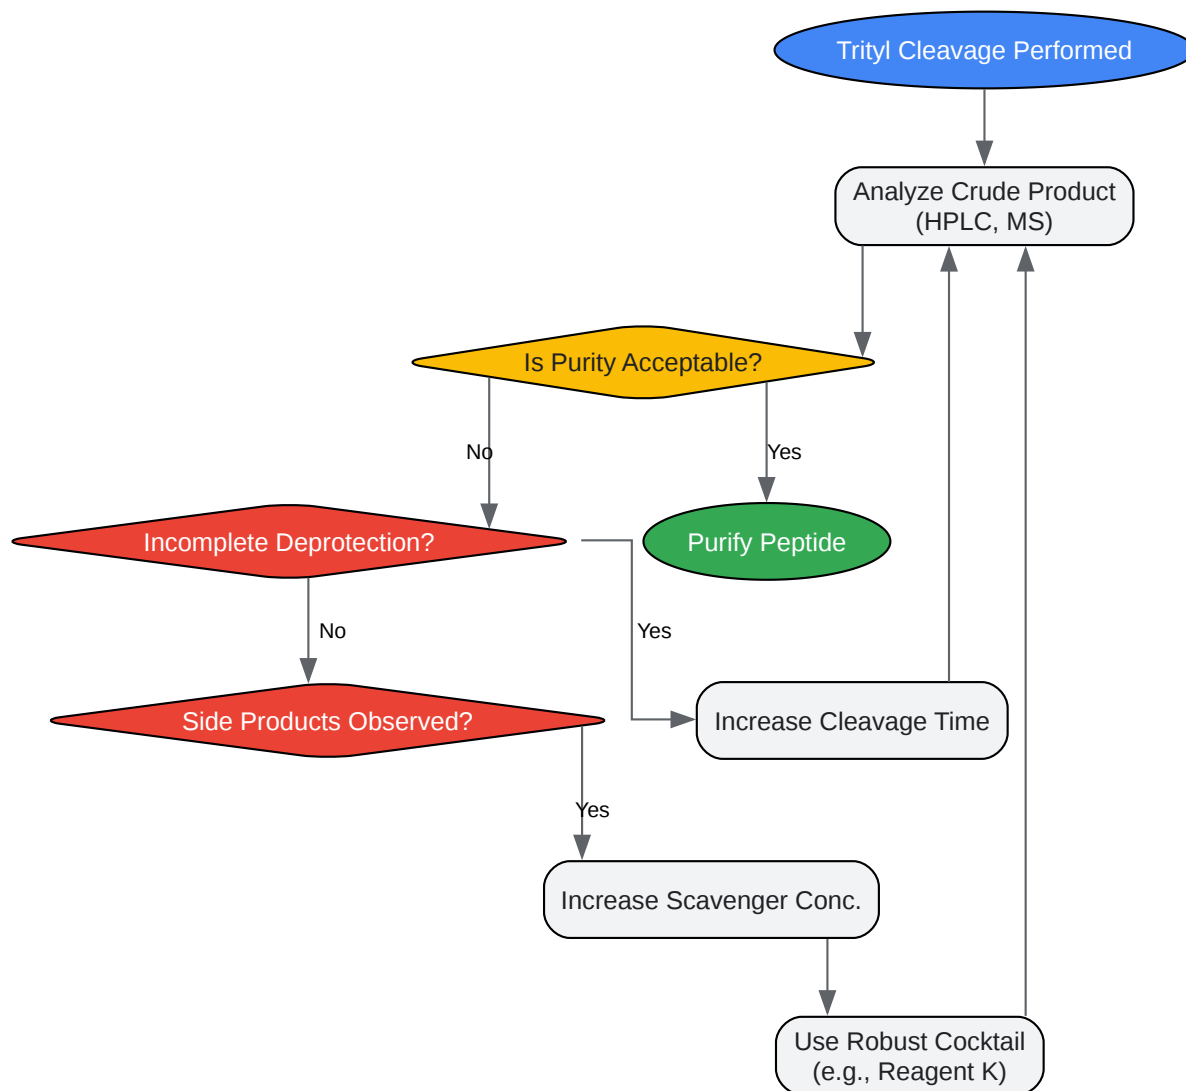 Trityl Cleavage Performed
Analyze Crude Product
(HPLC, MS)
Is Purity Acceptable?
No
Yes
Incomplete Deprotection?
Purify Peptide
No
Yes
Side Products Observed?
Increase Cleavage Time
Yes
Increase Scavenger Conc.
Use Robust Cocktail
(e.g., Reagent K)